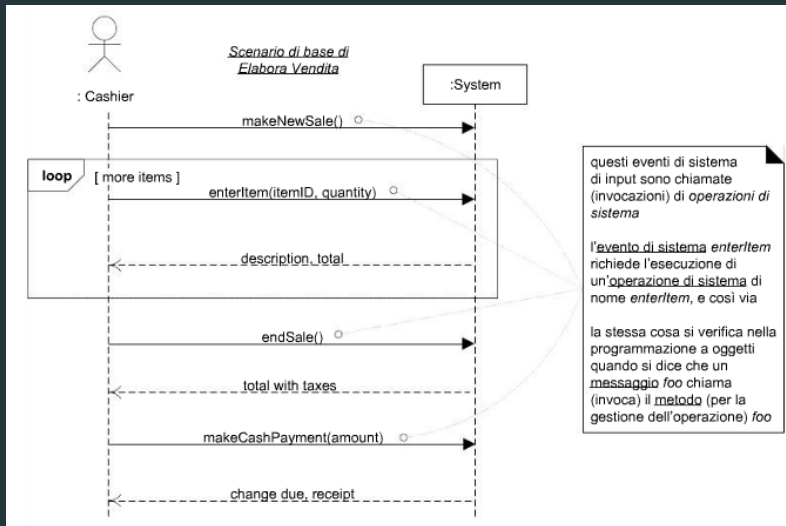 Scenario di base di
Elabora Vendita
: Cashier
:System
makeNewSale()
loop
[ more items ]
enterItem(itemID, quantity)
description, total
endSale()
total with taxes
makeCashPayment(amount)
change due, receipt
questi eventi di sistema
di input sono chiamate
(invocazioni) di operazioni di
sistema
l'evento di sistema enterItem
richiede l'esecuzione di
un'operazione di sistema di
nome enterItem, e così via
la stessa cosa si verifica nella
programmazione a oggetti
quando si dice che un
messaggio foo chiama
(invoca) il metodo (per la
gestione dell'operazione) foo